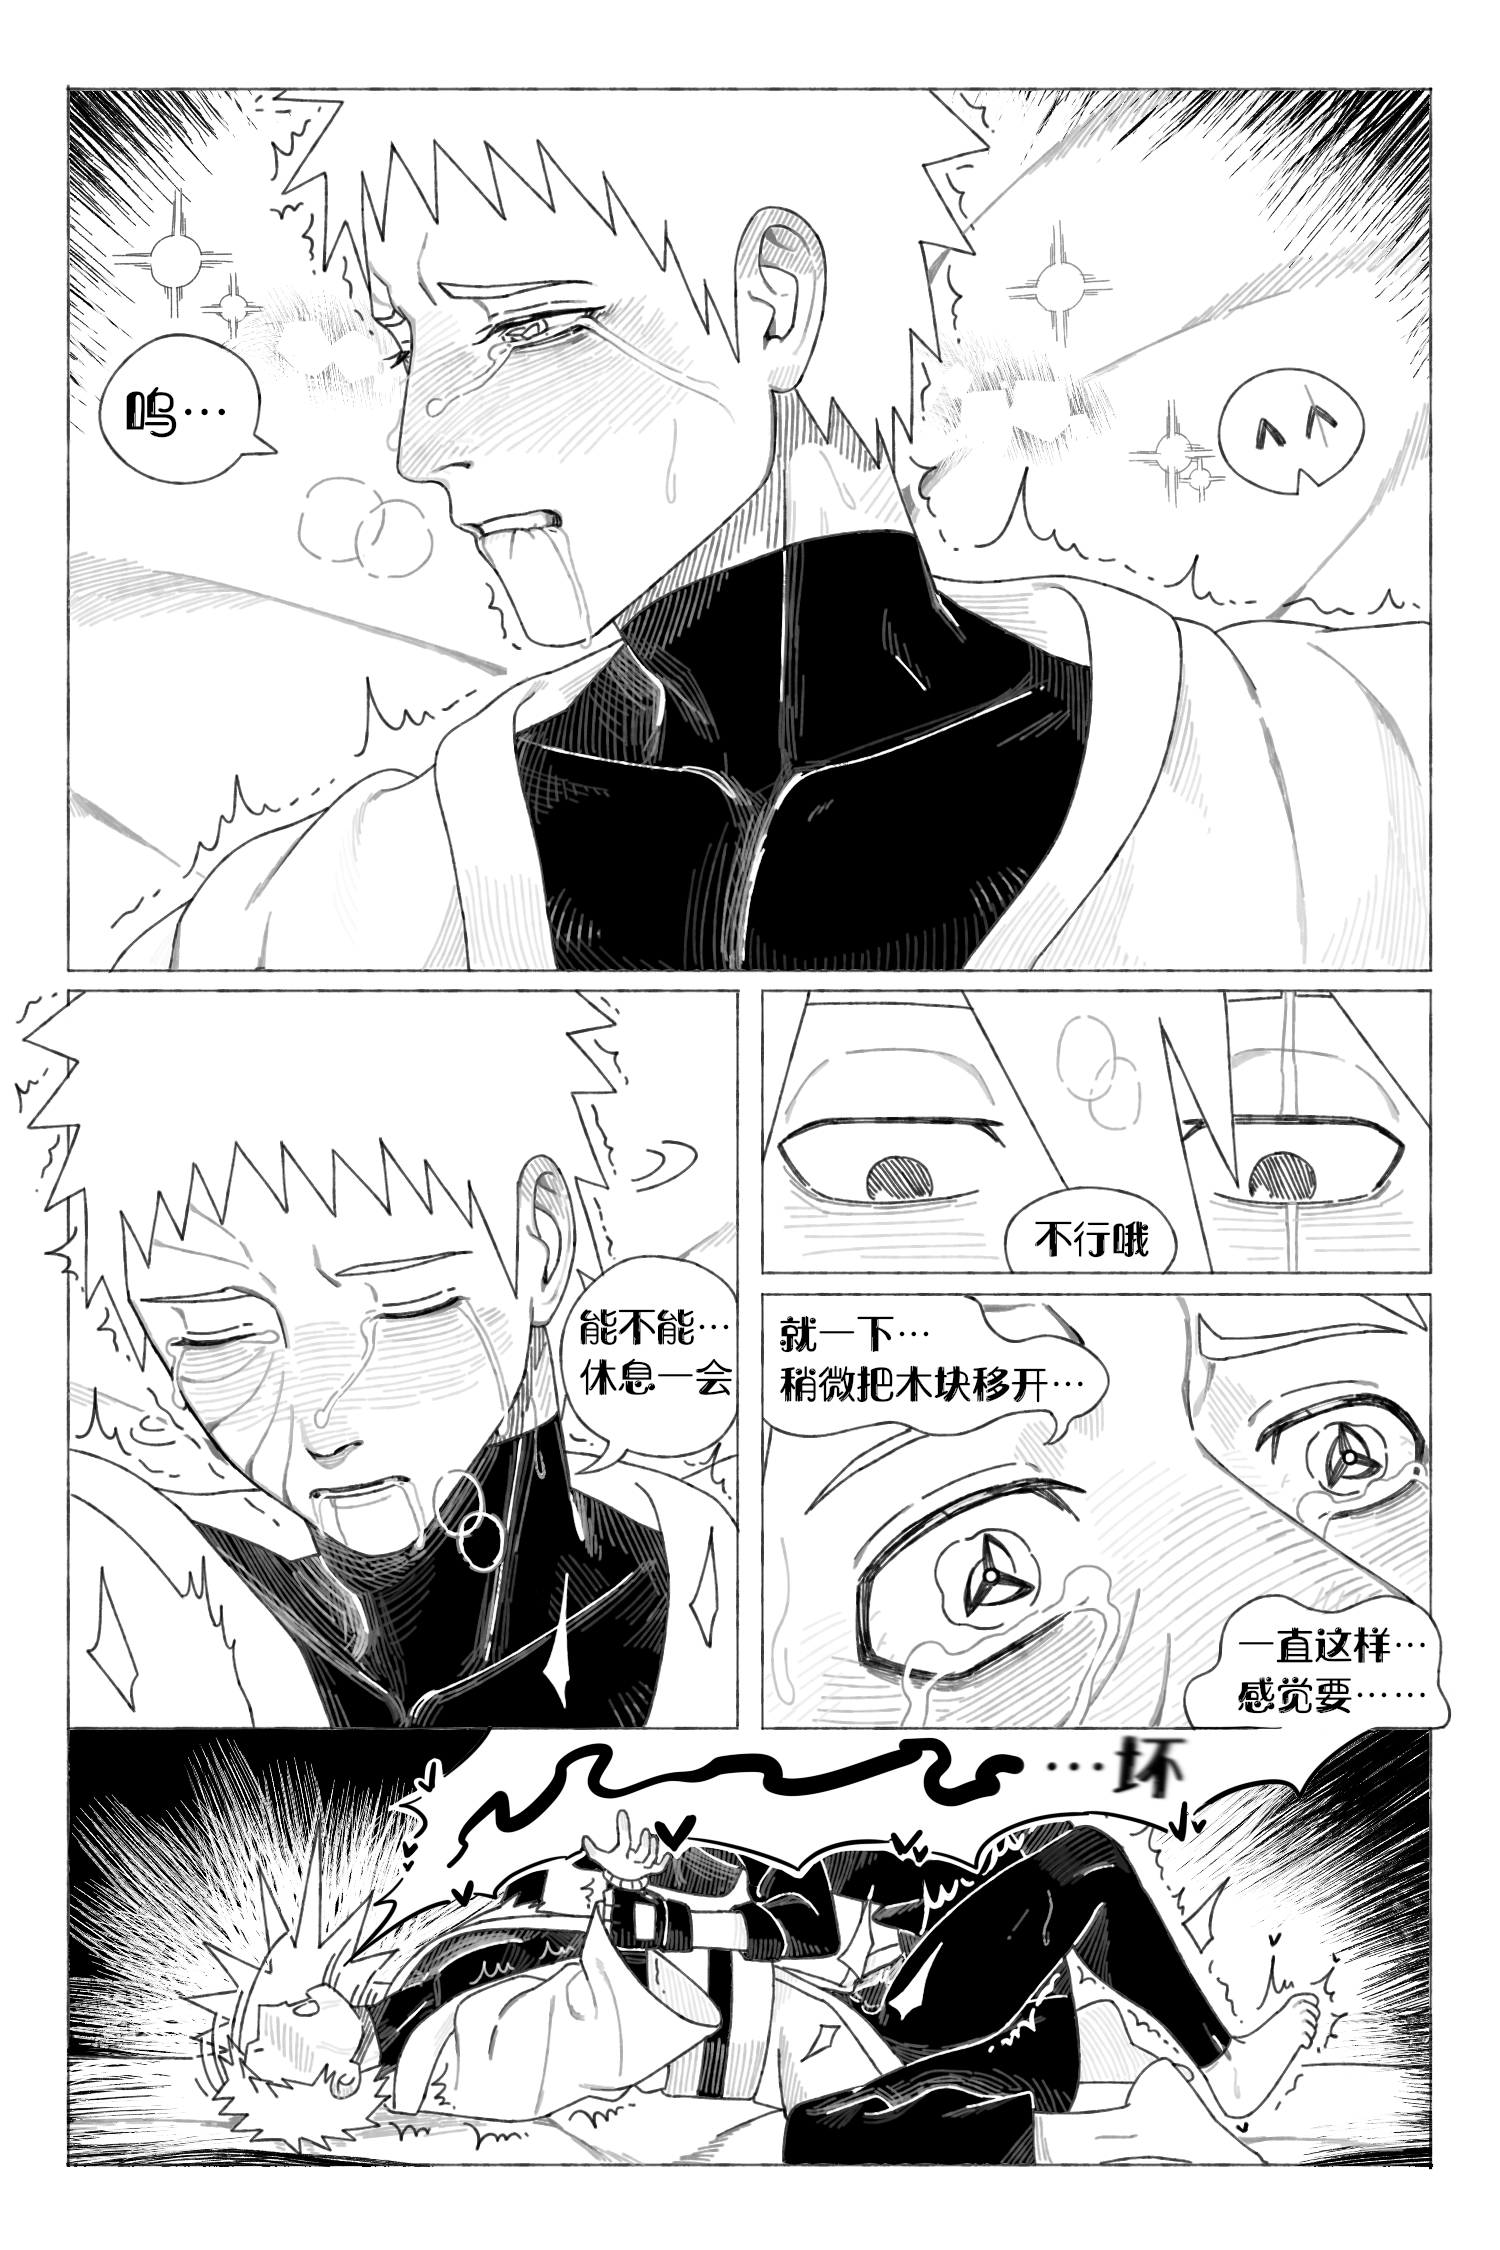 呜…
不行哦
能不能…
休息一会
就一下…
稍微把木块移开…
一直这样…
感觉要……
…坏